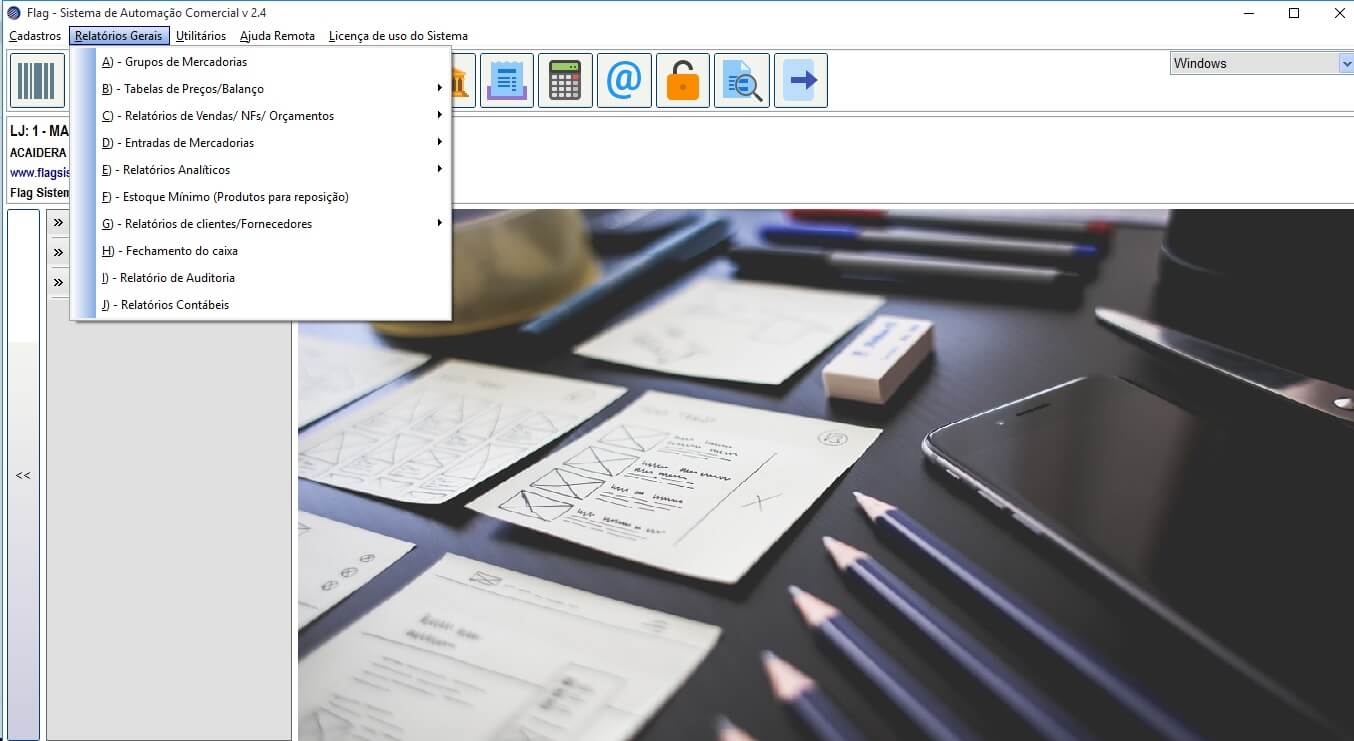 Flag - Sistema de Automação Comercial v 2.4
Cadastros Relatórios Gerais Utilitários Ajuda Remota Licença de uso do Sistema
A) - Grupos de Mercadorias
B) - Tabelas de Preços/Balanço
C) - Relatórios de Vendas/ NFs/ Orçamentos
D) - Entradas de Mercadorias
E) - Relatórios Analíticos
F) - Estoque Mínimo (Produtos para reposição)
G) - Relatórios de clientes/Fornecedores
H) - Fechamento do caixa
I) - Relatório de Auditoria
J) - Relatórios Contábeis
@
Windows
LJ: 1 - MA
ACAIDERA
www.flagsis
Flag Sistem
»
»
»
<<